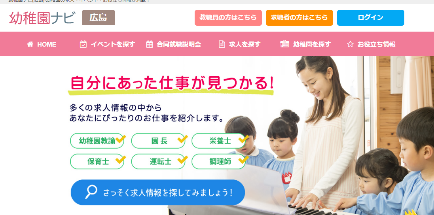 幼稚園ナビ 広島
教職員の方はこちら 求職者の方はこちら ログイン
HOME イベントを探す 合同就職説明会 求人を探す 幼稚園を探す お役立ち情報
自分にあった仕事が見つかる!
多くの求人情報の中から
あなたにぴったりのお仕事を紹介します。
幼稚園教諭 園長 栄養士
保育士 運転士 調理師
さっそく求人情報を探してみましょう!